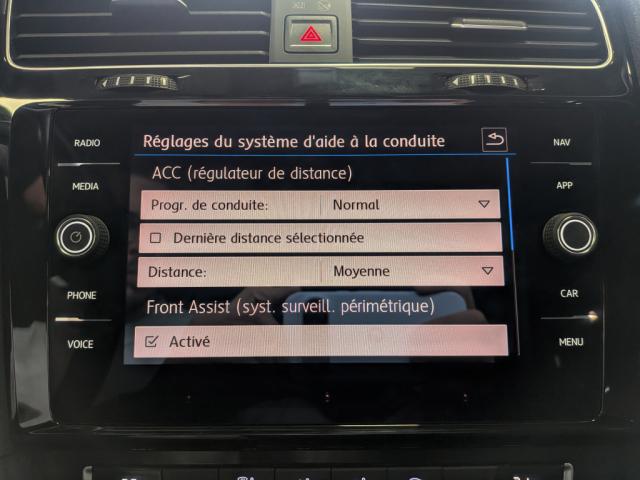 RADIO
MEDIA
PHONE
VOICE
Réglages du système d'aide à la conduite
ACC (régulateur de distance)
Progr. de conduite: Normal
Dernière distance sélectionnée
Distance: Moyenne
Front Assist (syst. surveill. périmétrique)
Activé
NAV
APP
CAR
MENU